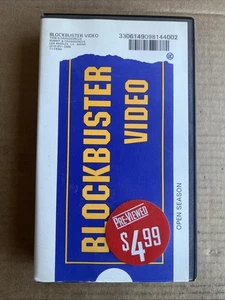 BLOCKBUSTER VIDEO
3306149098144002
BLOCKBUSTER
VIDEO
®
PRE-VIEWED
$4.99
OPEN SEASON